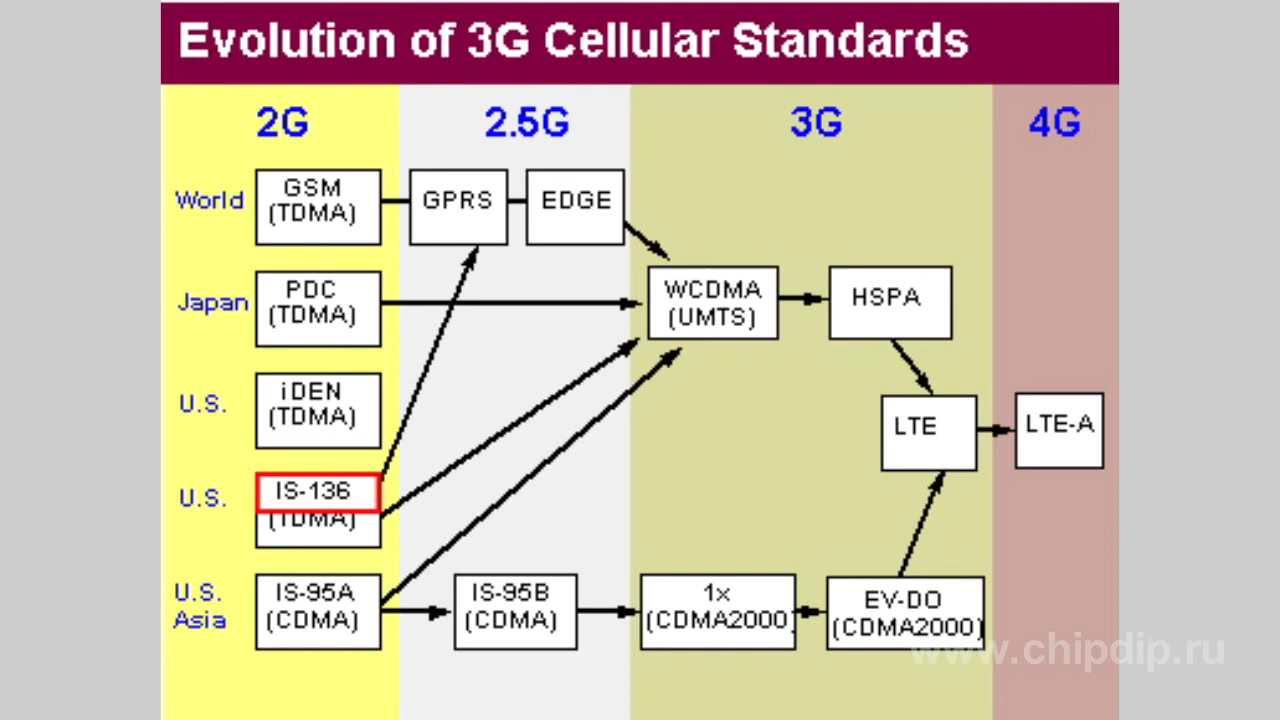 Evolution of 3G Cellular Standards
2G
2.5G
3G
4G
World
GSM
(TDMA)
GPRS
EDGE
Japan
PDC
(TDMA)
WCDMA
(UMTS)
HSPA
U.S.
iDEN
(TDMA)
LTE
LTE-A
U.S.
IS-136
(TDMA)
U.S.
Asia
IS-95A
(CDMA)
IS-95B
(CDMA)
1x
(CDMA2000)
EV-DO
(CDMA2000)
www.chipdip.ru